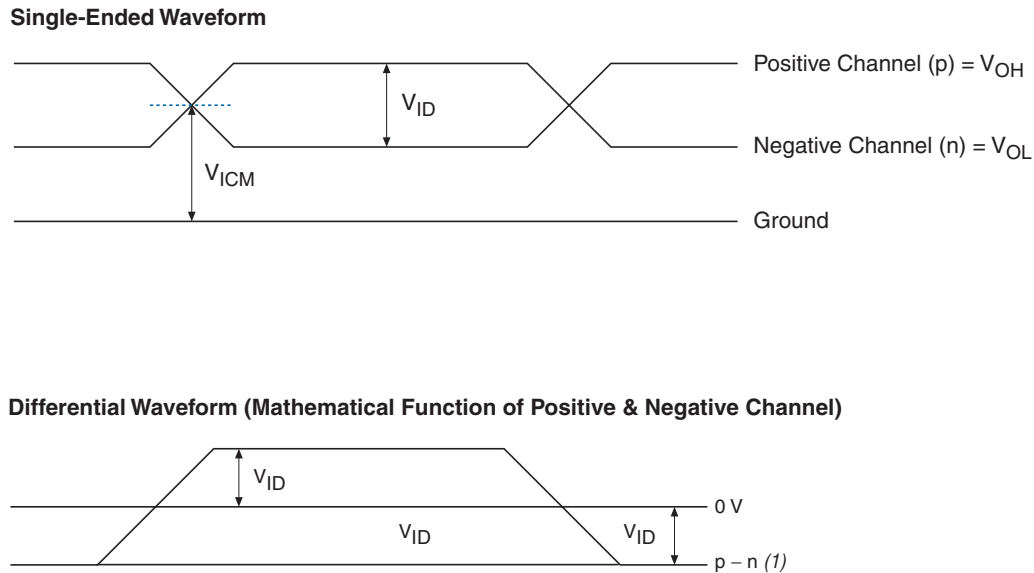 Single-Ended Waveform
Positive Channel (p) = VOH
VID
Negative Channel (n) = VOL
VICM
Ground
Differential Waveform (Mathematical Function of Positive & Negative Channel)
VID
0 V
VID VID
p – n (1)